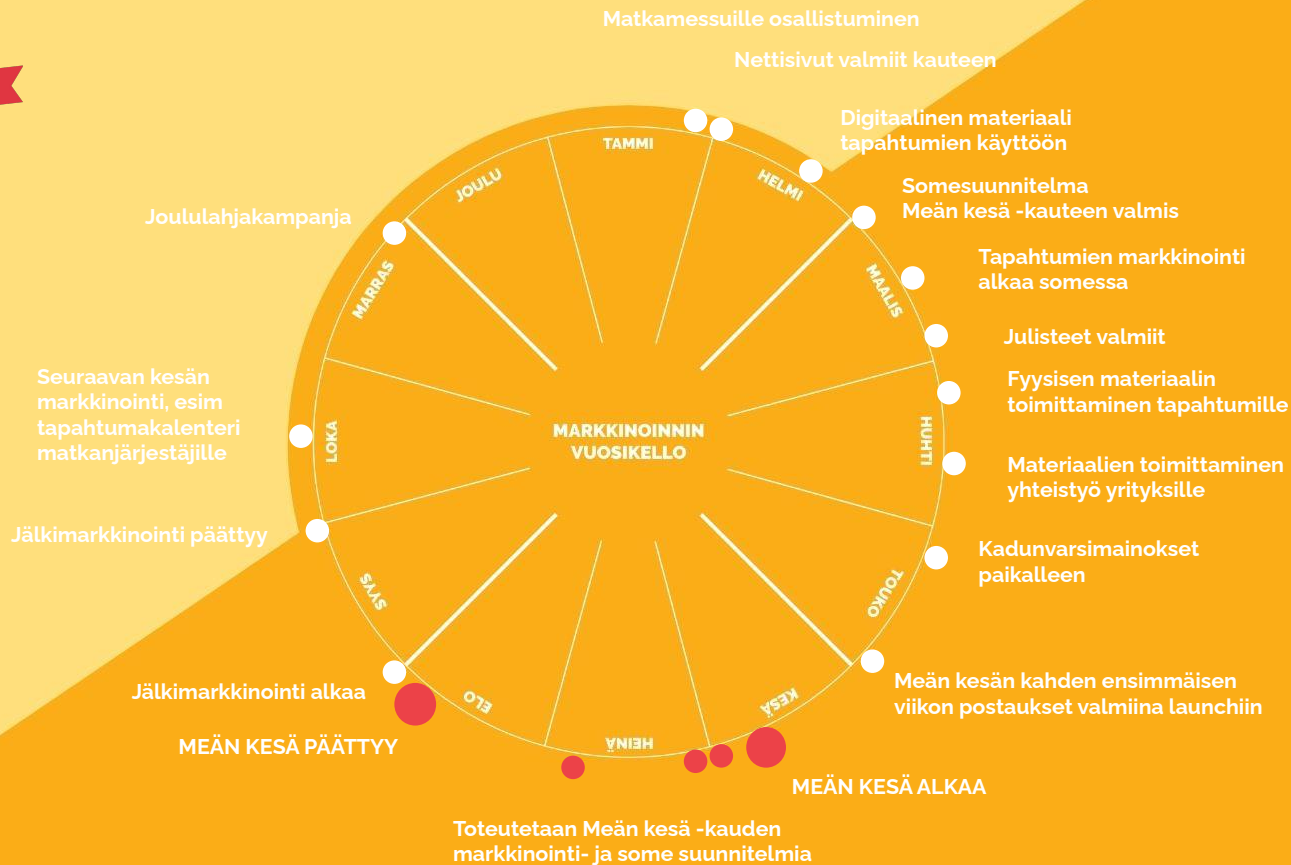 Matkamessuille osallistuminen
Nettisivut valmiit kauteen
Digitaalinen materiaali
tapahtumien käyttöön
Somesuunnitelma
Meän kesä -kauteen valmis
Tapahtumien markkinointi
alkaa somessa
Julisteet valmiit
Fyysisen materiaalin
toimittaminen tapahtumille
Materiaalien toimittaminen
yhteistyö yrityksille
Kadunvarsimainokset
paikalleen
Meän kesän kahden ensimmäisen
viikon postaukset valmiina launchiin
MEÄN KESÄ ALKAA
Toteutetaan Meän kesä -kauden
markkinointi- ja some suunnitelmia
MEÄN KESÄ PÄÄTTYY
Jälkimarkkinointi alkaa
Jälkimarkkinointi päättyy
Seuraavan kesän
markkinointi, esim
tapahtumakalenteri
matkanjärjestäjille
Joululahjakampanja
TAMMI
HELMI
MAALIS
HUHTI
TOUKO
KESÄ
HEINÄ
ELO
SYYS
LOKA
MARRAS
JOULU
MARKKINOINNIN
VUOSIKELLO